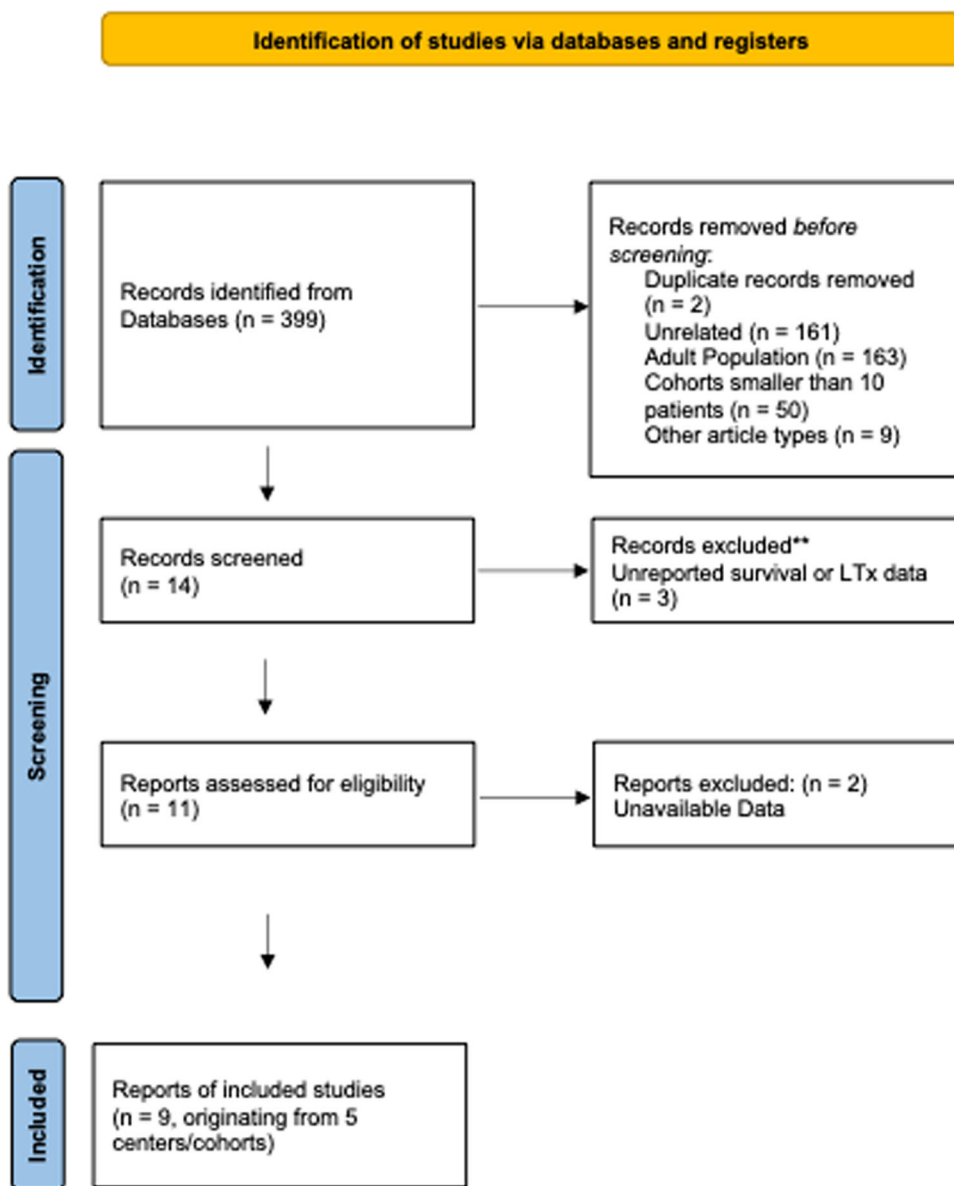 Identification of studies via databases and registers
Identification
Records identified from
Databases (n = 399)
Records removed before
screening:
Duplicate records removed
(n = 2)
Unrelated (n = 161)
Adult Population (n = 163)
Cohorts smaller than 10
patients (n = 50)
Other article types (n = 9)
Screening
Records screened
(n = 14)
Records excluded**
Unreported survival or LTx data
(n = 3)
Reports assessed for eligibility
(n = 11)
Reports excluded: (n = 2)
Unavailable Data
Included
Reports of included studies
(n = 9, originating from 5
centers/cohorts)